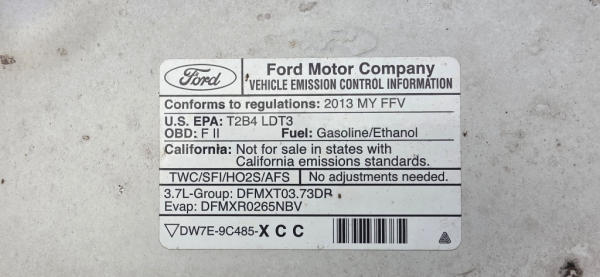 Ford
Ford Motor Company
VEHICLE EMISSION CONTROL INFORMATION
Conforms to regulations: 2013 MY FFV
U.S. EPA: T2B4 LDT3
OBD: F II Fuel: Gasoline/Ethanol
California: Not for sale in states with
California emissions standards.
TWC/SFI/HO2S/AFS No adjustments needed.
3.7L-Group: DFMXT03.73DR
Evap: DFMXR0265NBV
▽DW7E-9C485-XCC